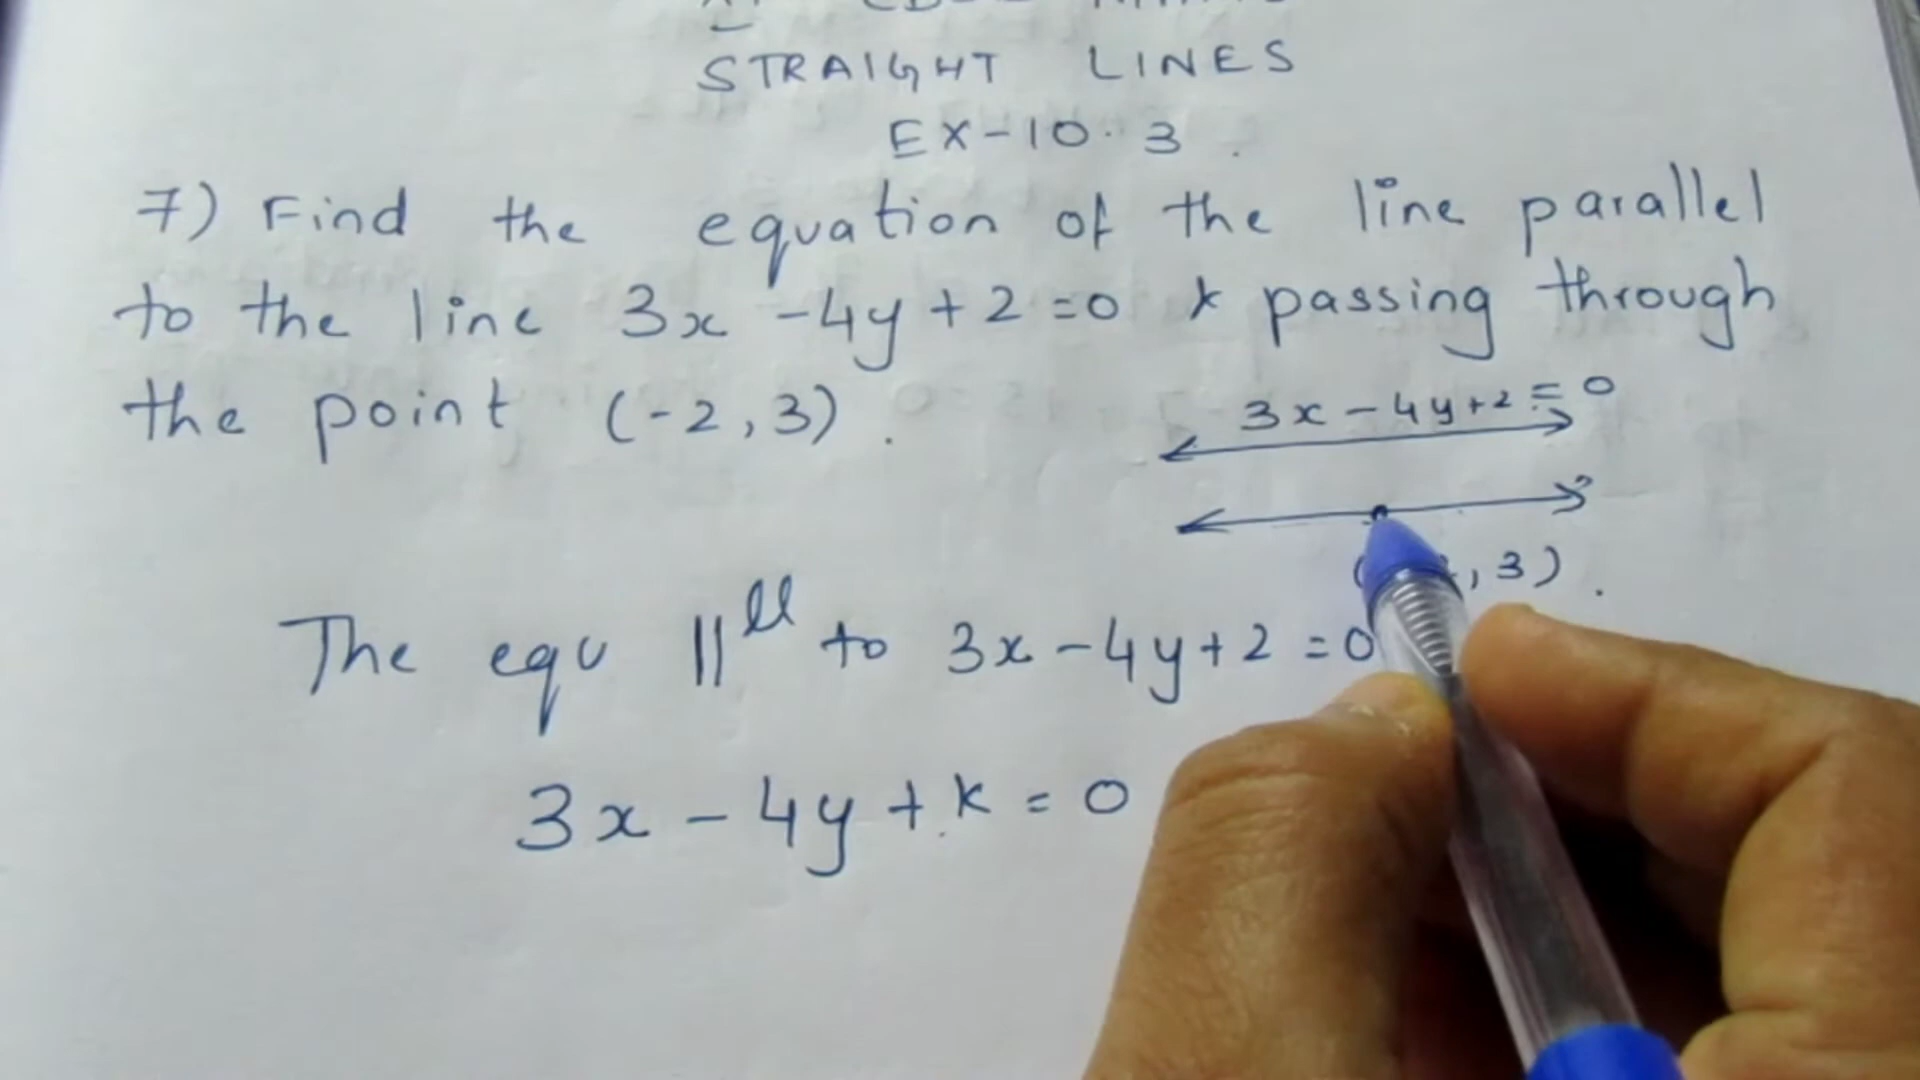 STRAIGHT LINES
EX-10.3.
7) Find the equation of the line parallel
to the line 3x -4y+2=0 & passing through
the point (-2,3).
3x-4y+2=0
,3).
The equ ||ˡˡ to 3x-4y+2=0
3x-4y+k=0